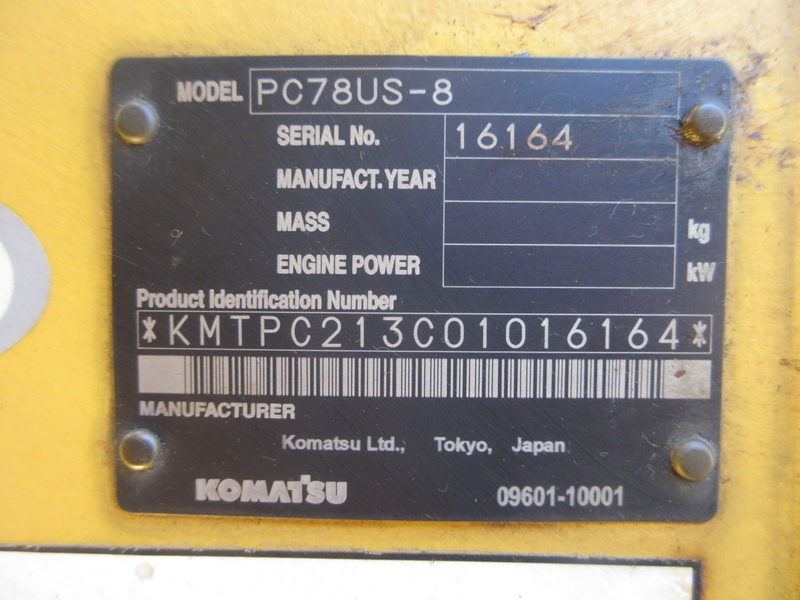 MODEL PC78US-8
SERIAL No. 16164
MANUFACT. YEAR
MASS kg
ENGINE POWER kW
Product Identification Number
*KMTPC213C01016164*
MANUFACTURER
Komatsu Ltd., Tokyo, Japan
KOMATSU 09601-10001